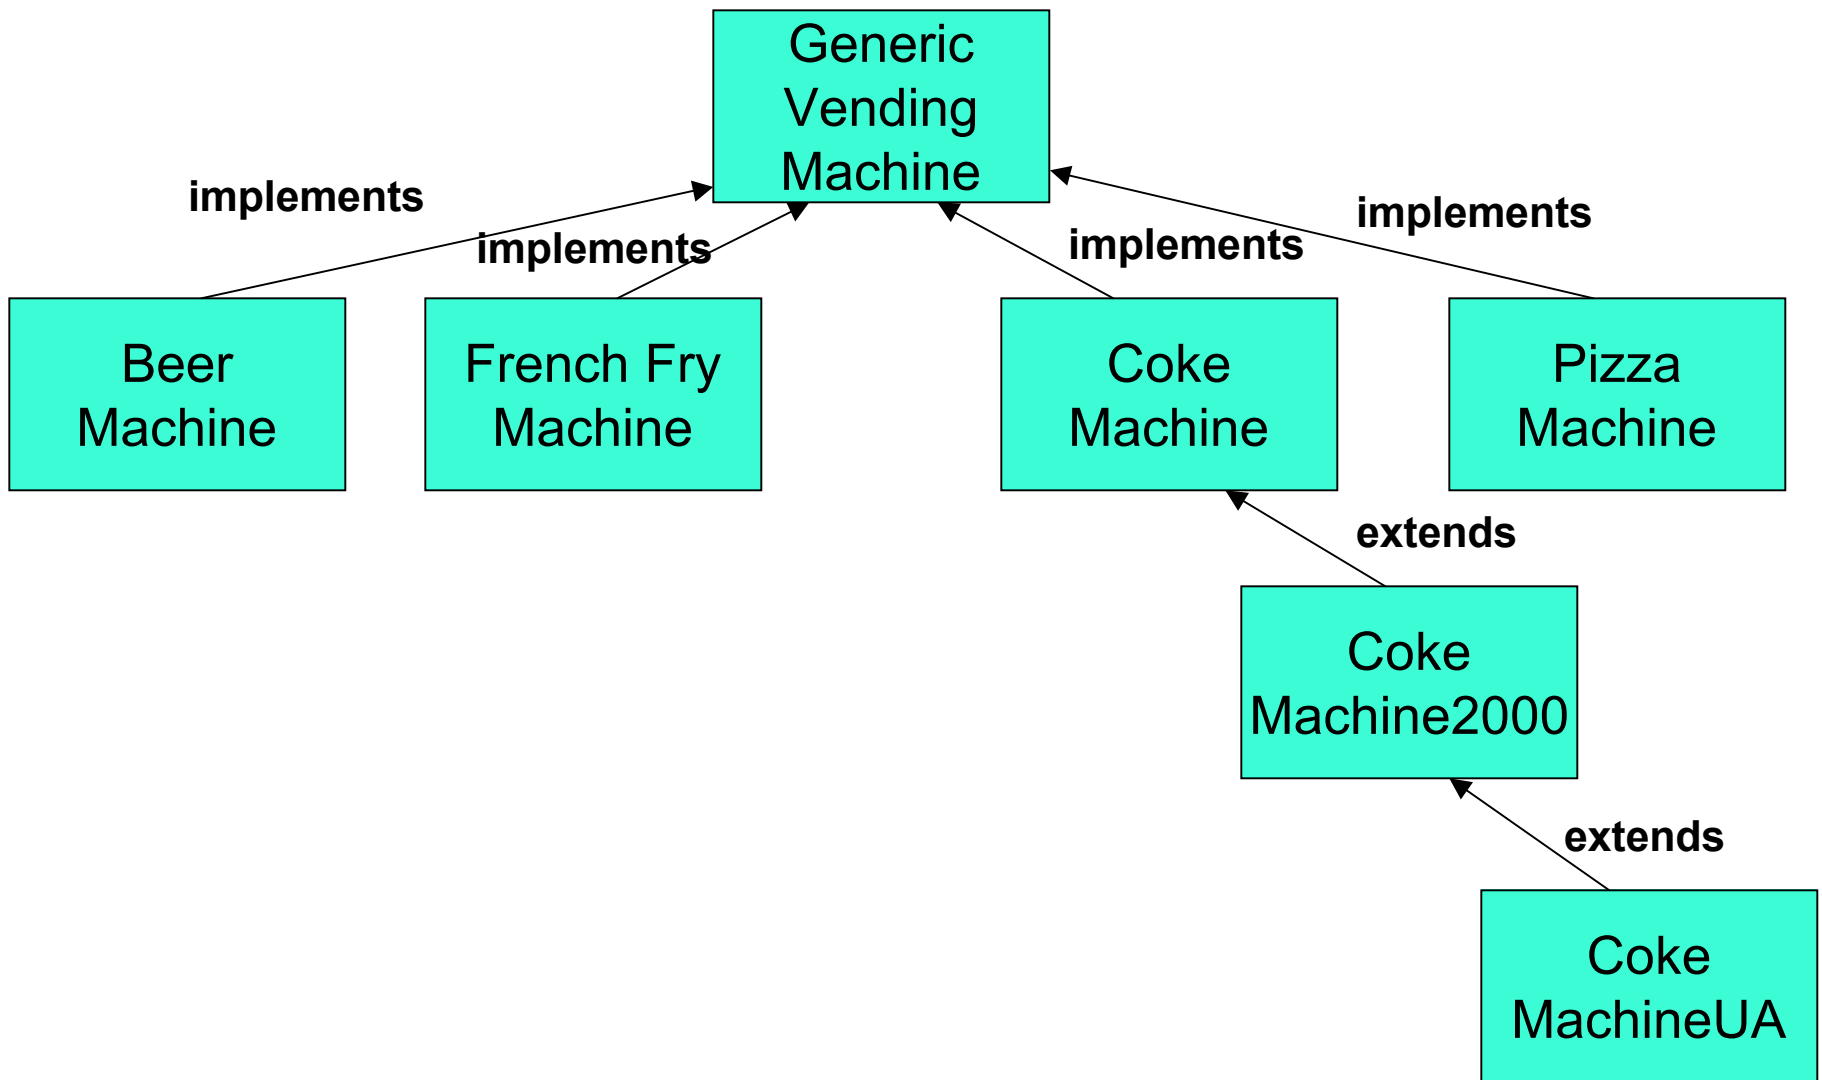 Generic
Vending
Machine
implements
implements
implements
implements
Beer
Machine
French Fry
Machine
Coke
Machine
Pizza
Machine
extends
Coke
Machine2000
extends
Coke
MachineUA